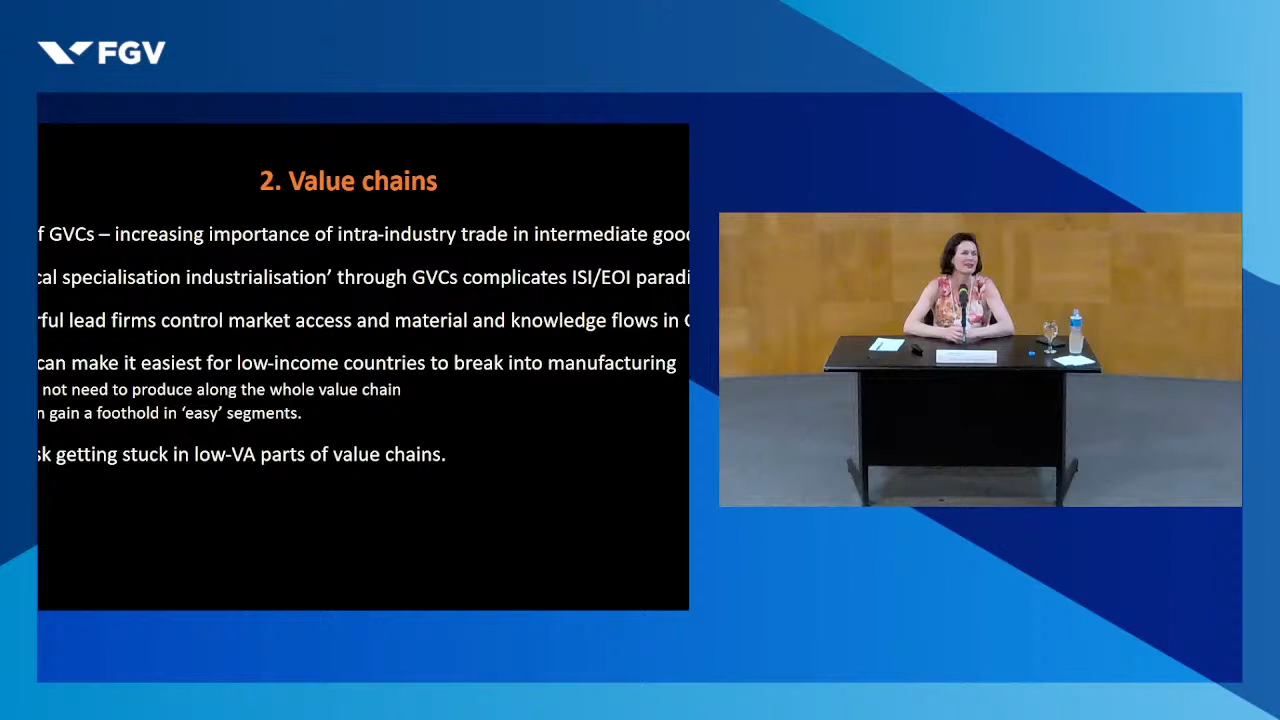 FGV
2. Value chains
f GVCs – increasing importance of intra-industry trade in intermediate goo
cal specialisation industrialisation’ through GVCs complicates ISI/EOI paradi
rful lead firms control market access and material and knowledge flows in
can make it easiest for low-income countries to break into manufacturing
not need to produce along the whole value chain
n gain a foothold in ‘easy’ segments.
sk getting stuck in low-VA parts of value chains.